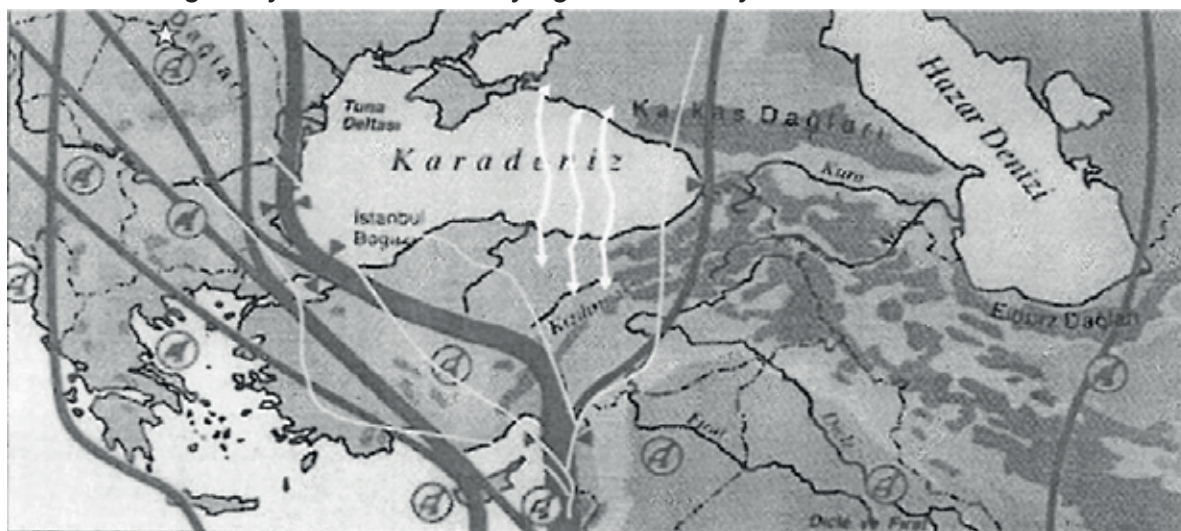 Dağları
Hazar Denizi
Tuna
Deltası
Kafkas Dağları
Karadeniz
Kura
İstanbul
Boğazı
Elburz Dağları
Fırat
Dicle
Dicle ve Fırat